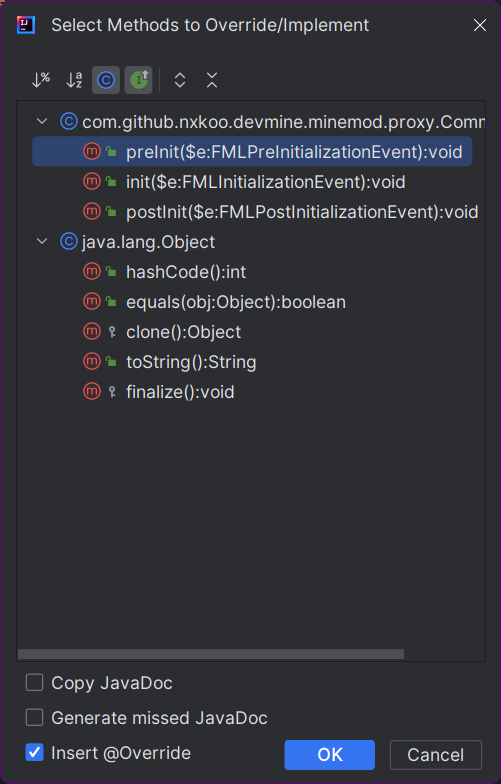 Select Methods to Override/Implement
com.github.nxkoo.devmine.minemod.proxy.Comm
preInit($e:FMLPreInitializationEvent):void
init($e:FMLInitializationEvent):void
postInit($e:FMLPostInitializationEvent):void
java.lang.Object
hashCode():int
equals(obj:Object):boolean
clone():Object
toString():String
finalize():void
Copy JavaDoc
Generate missed JavaDoc
Insert @Override
OK
Cancel